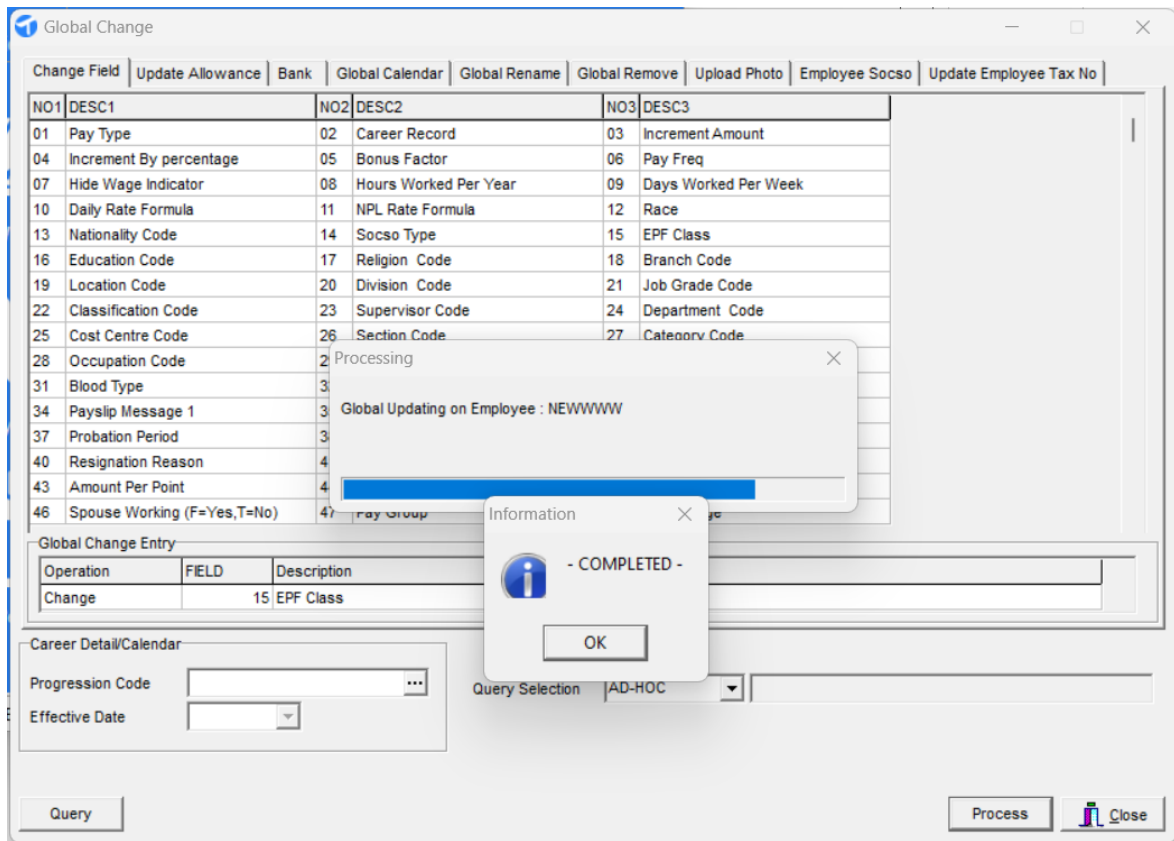 Global Change
Change Field Update Allowance Bank Global Calendar Global Rename Global Remove Upload Photo Employee Socso Update Employee Tax No
NO1 DESC1 NO2 DESC2 NO3 DESC3
01 Pay Type 02 Career Record 03 Increment Amount
04 Increment By percentage 05 Bonus Factor 06 Pay Freq
07 Hide Wage Indicator 08 Hours Worked Per Year 09 Days Worked Per Week
10 Daily Rate Formula 11 NPL Rate Formula 12 Race
13 Nationality Code 14 Socso Type 15 EPF Class
16 Education Code 17 Religion Code 18 Branch Code
19 Location Code 20 Division Code 21 Job Grade Code
22 Classification Code 23 Supervisor Code 24 Department Code
25 Cost Centre Code 26 Section Code 27 Category Code
28 Occupation Code 2
31 Blood Type 3
34 Payslip Message 1 3
37 Probation Period 3
40 Resignation Reason 4
43 Amount Per Point 4
46 Spouse Working (F=Yes,T=No) 47 Pay Group
Processing
Global Updating on Employee : NEWWWW
Information
- COMPLETED -
OK
Global Change Entry
Operation FIELD Description
Change 15 EPF Class
Career Detail/Calendar
Progression Code ...
Effective Date
Query Selection AD-HOC
Query Process Close